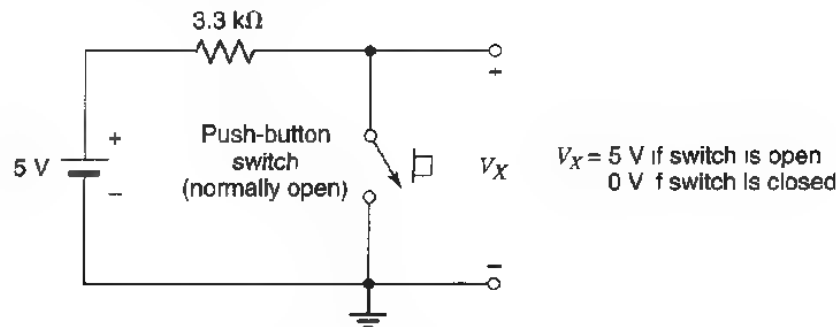 3.3 kΩ
+
+
Push-button
switch
(normally open)
5 V
−
V_X
V_X = 5 V if switch is open
0 V f switch is closed
−